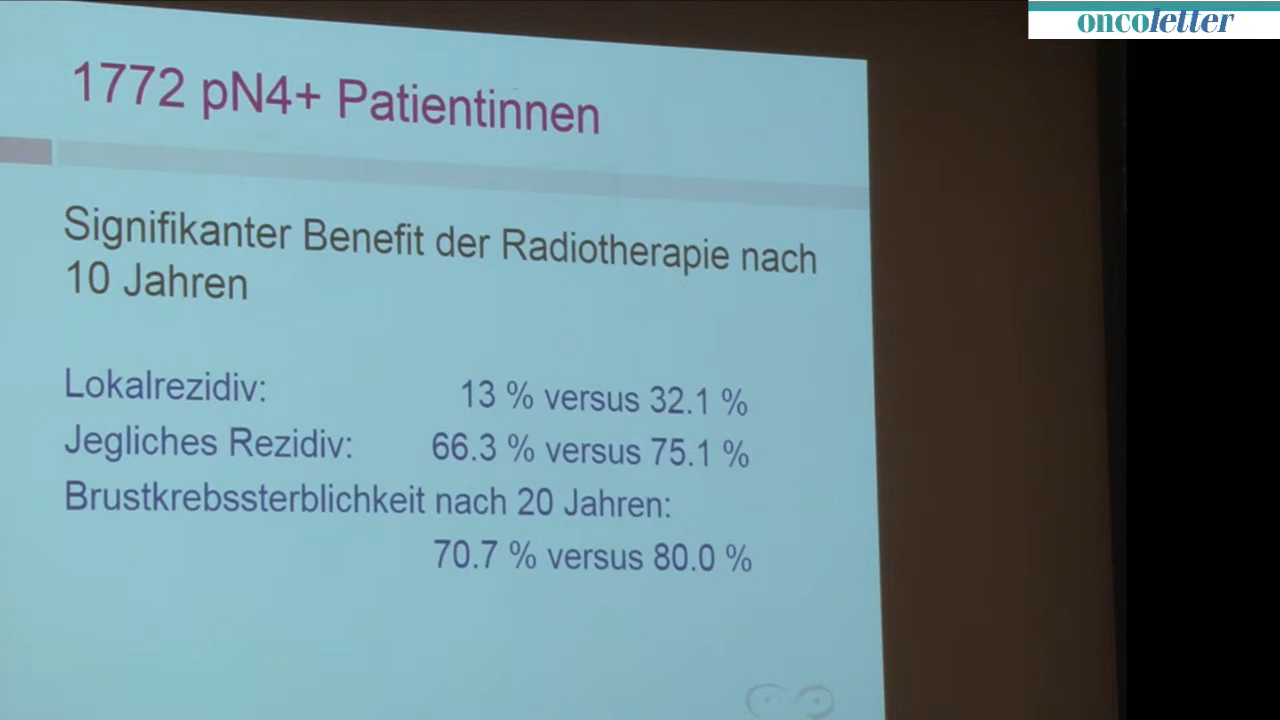 oncoletter
1772 pN4+ Patientinnen
Signifikanter Benefit der Radiotherapie nach
10 Jahren
Lokalrezidiv: 13 % versus 32.1 %
Jegliches Rezidiv: 66.3 % versus 75.1 %
Brustkrebssterblichkeit nach 20 Jahren:
70.7 % versus 80.0 %